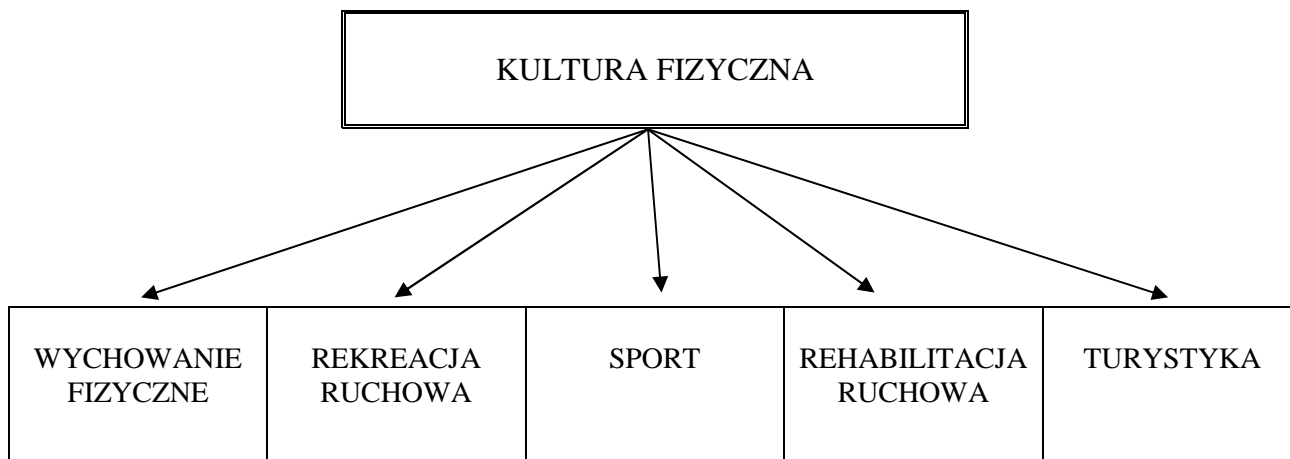 KULTURA FIZYCZNA
WYCHOWANIE
FIZYCZNE
REKREACJA
RUCHOWA
SPORT
REHABILITACJA
RUCHOWA
TURYSTYKA